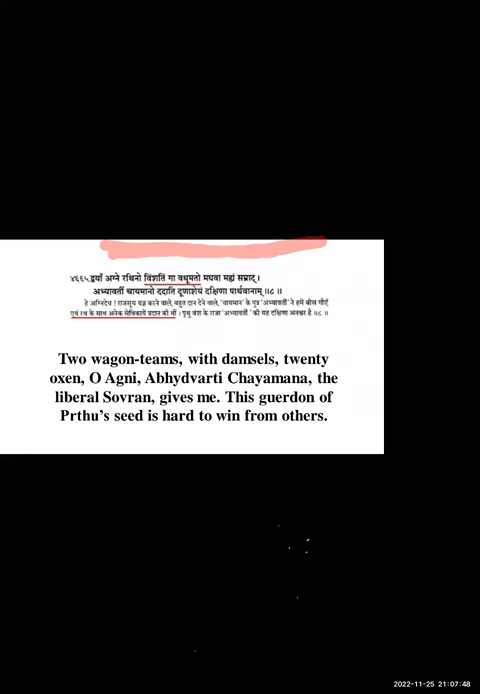 ४६६५. द्वयाँ अग्ने रथिनो विंशतिं गा वधूमतो मघवा मह्यं सम्राट् ।
अभ्यावर्ती चायमानो ददाति दूणाशेयं दक्षिणा पार्थवानाम् ॥८॥
हे अग्निदेव ! राजसूय यज्ञ करने वाले, बहुत दान देने वाले, 'चायमान' के पुत्र 'अभ्यावर्ती' ने हमें बीस गौएँ
एवं रथ के साथ अनेक सेविकायें प्रदान की थीं । पृथु वंश के राजा 'अभ्यावर्ती' की यह दक्षिणा अनश्वर है ॥८॥
Two wagon-teams, with damsels, twenty
oxen, O Agni, Abhydvarti Chayamana, the
liberal Sovran, gives me. This guerdon of
Prthu's seed is hard to win from others.
2022-11-25 21:07:48